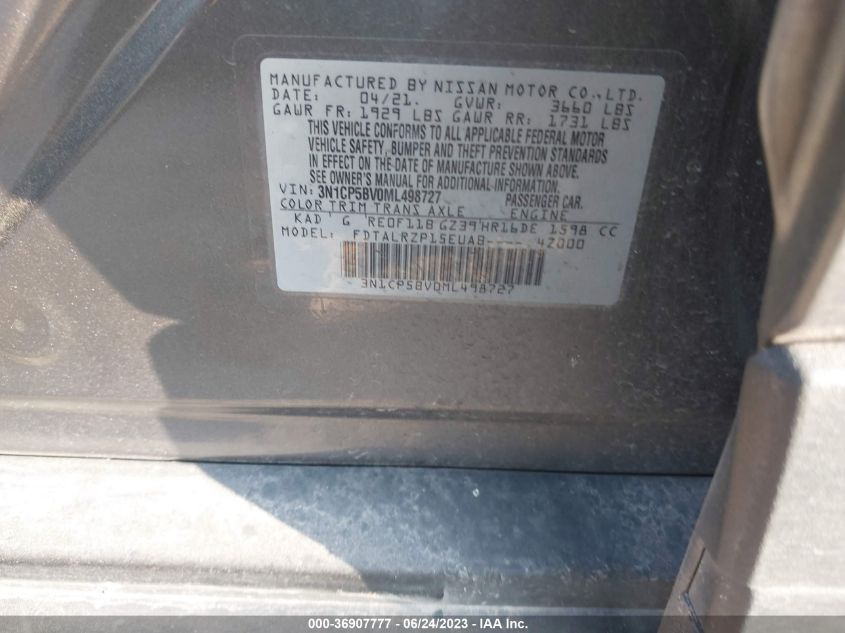 MANUFACTURED BY NISSAN MOTOR CO.,LTD.
DATE: 04/21. GVWR: 3660 LBS
GAWR FR: 1929 LBS GAWR RR: 1731 LBS
THIS VEHICLE CONFORMS TO ALL APPLICABLE FEDERAL MOTOR
VEHICLE SAFETY, BUMPER AND THEFT PREVENTION STANDARDS
IN EFFECT ON THE DATE OF MANUFACTURE SHOWN ABOVE.
SEE OWNER'S MANUAL FOR ADDITIONAL INFORMATION.
VIN: 3N1CP5BV0ML498727 PASSENGER CAR.
COLOR TRIM TRANS AXLE ENGINE
KAD G RE0F11B GZ39 HR16DE 1598 CC
MODEL: FDTALRZP15EUA8---- 42000
3N1CP5BV0ML498727
000-36907777 - 06/24/2023 - IAAI.com